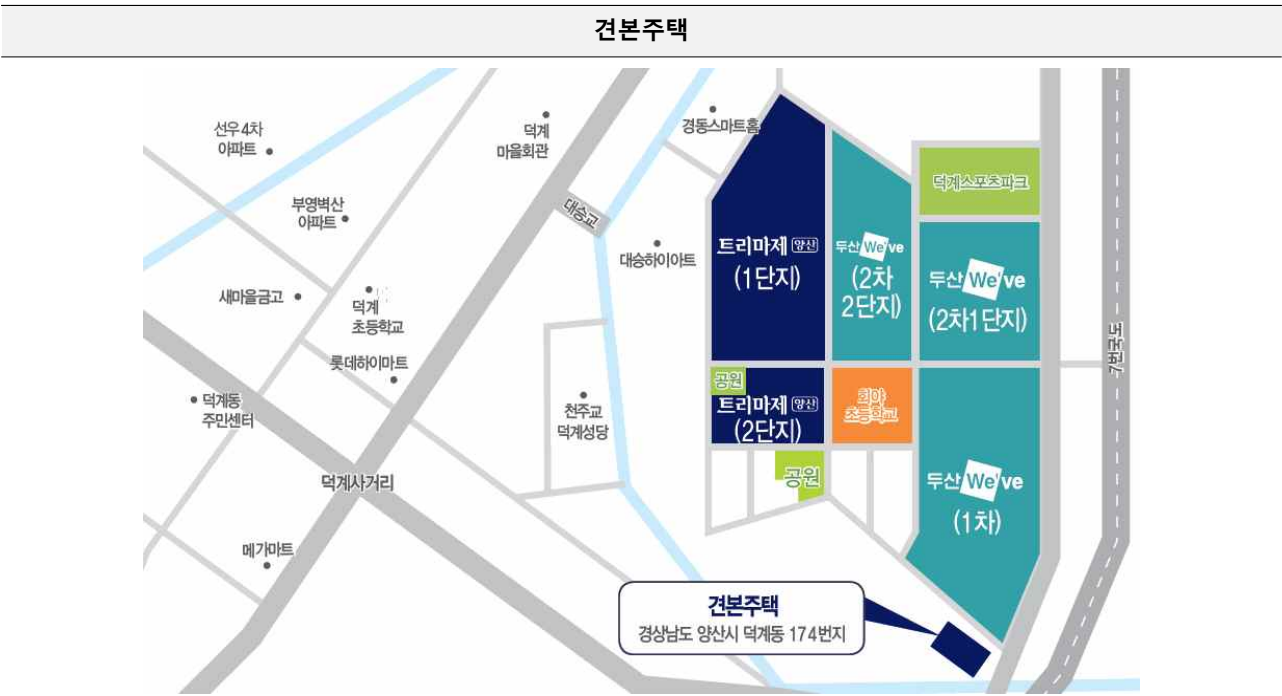 견본주택
선우4차
아파트
덕계
마을회관
경동스마트홈
덕계스포츠파크
부영벽산
아파트
대승교
대승하이아트
트리마제 양산
(1단지)
두산 We've
(2차
2단지)
두산 We've
(2차1단지)
새마을금고
덕계
초등학교
롯데하이마트
7번국도
덕계동
주민센터
천주교
덕계성당
공원
트리마제 양산
(2단지)
회야
초등학교
덕계사거리
공원
두산 We've
(1차)
메가마트
견본주택
경상남도 양산시 덕계동 174번지